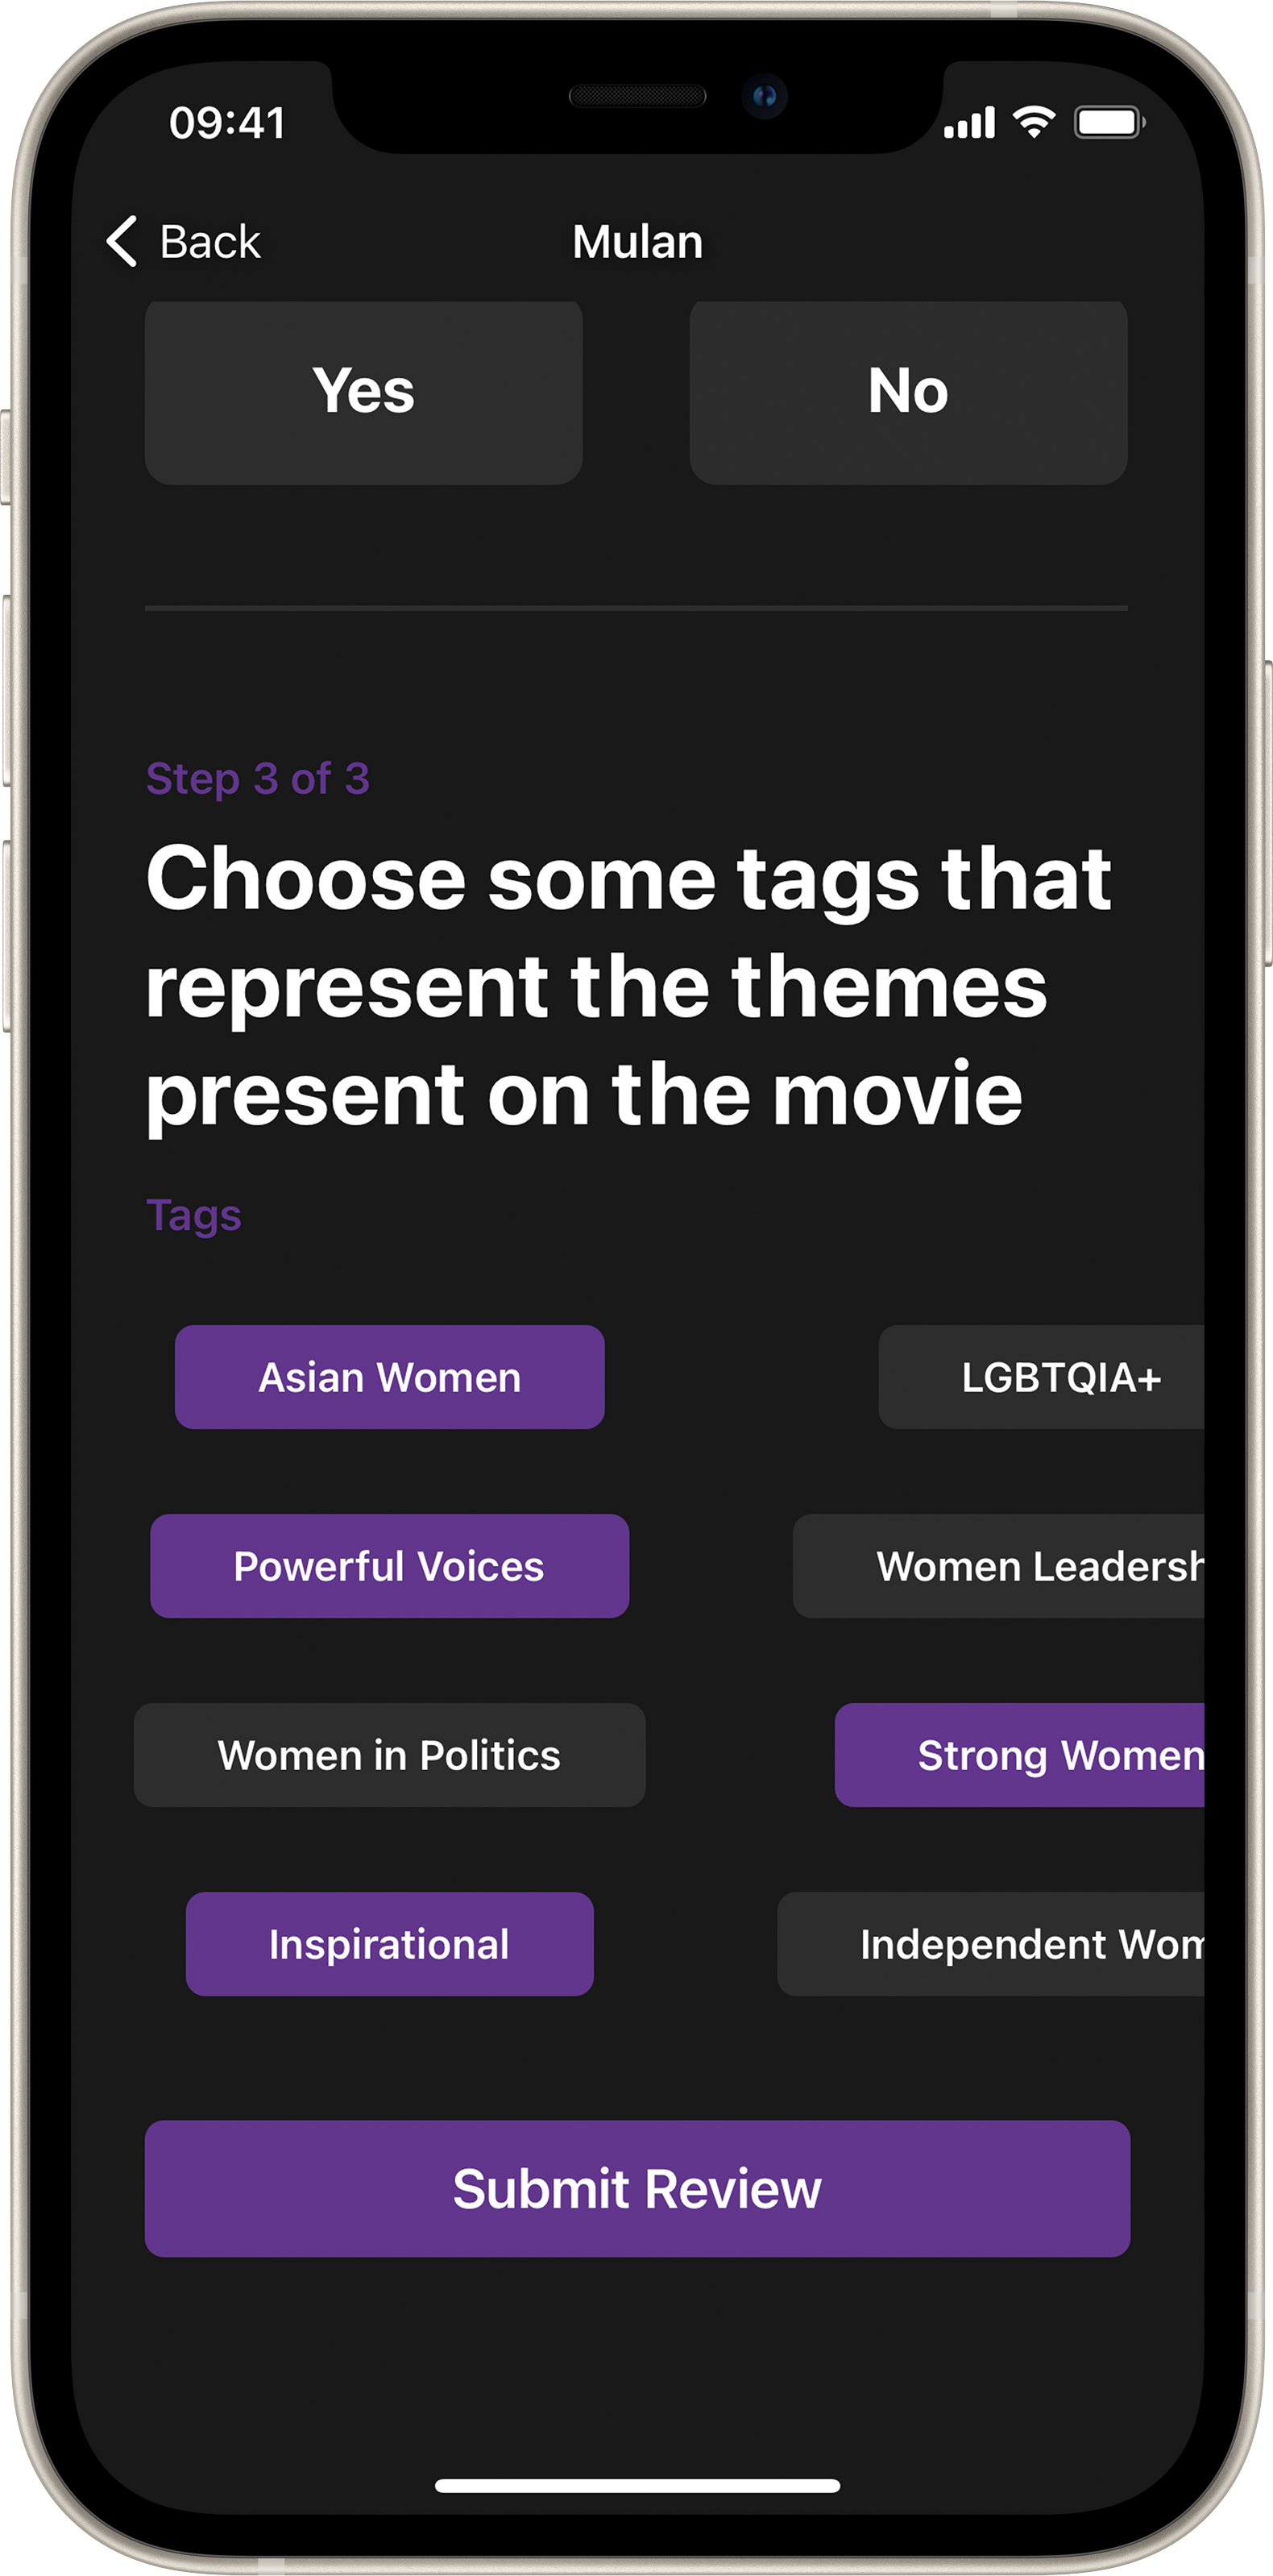 09:41
Back
Mulan
Yes
No
Step 3 of 3
Choose some tags that
represent the themes
present on the movie
Tags
Asian Women
LGBTQIA+
Powerful Voices
Women Leadersh
Women in Politics
Strong Women
Inspirational
Independent Wom
Submit Review